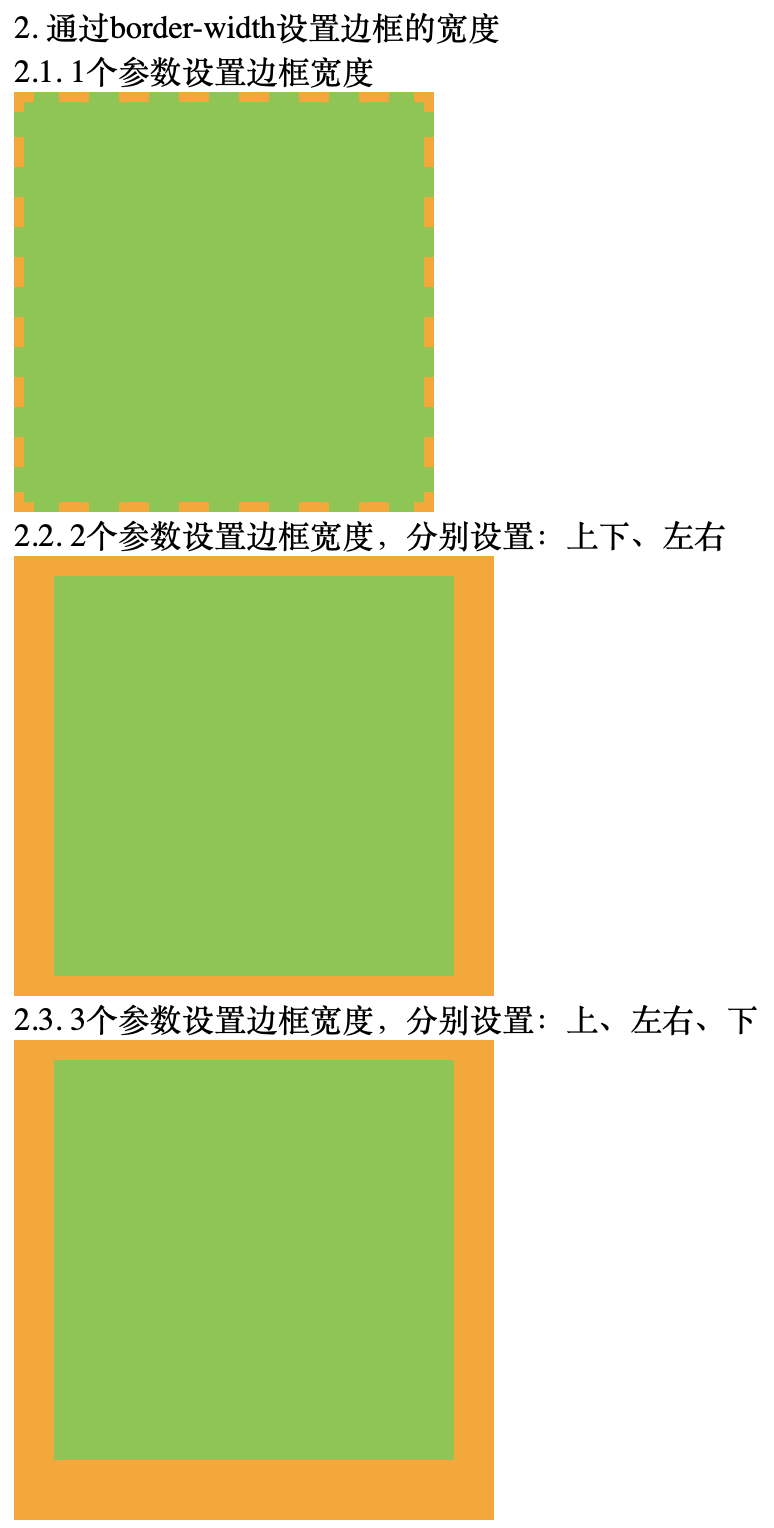 2. 通过border-width设置边框的宽度
2.1. 1个参数设置边框宽度
2.2. 2个参数设置边框宽度，分别设置：上下、左右
2.3. 3个参数设置边框宽度，分别设置：上、左右、下